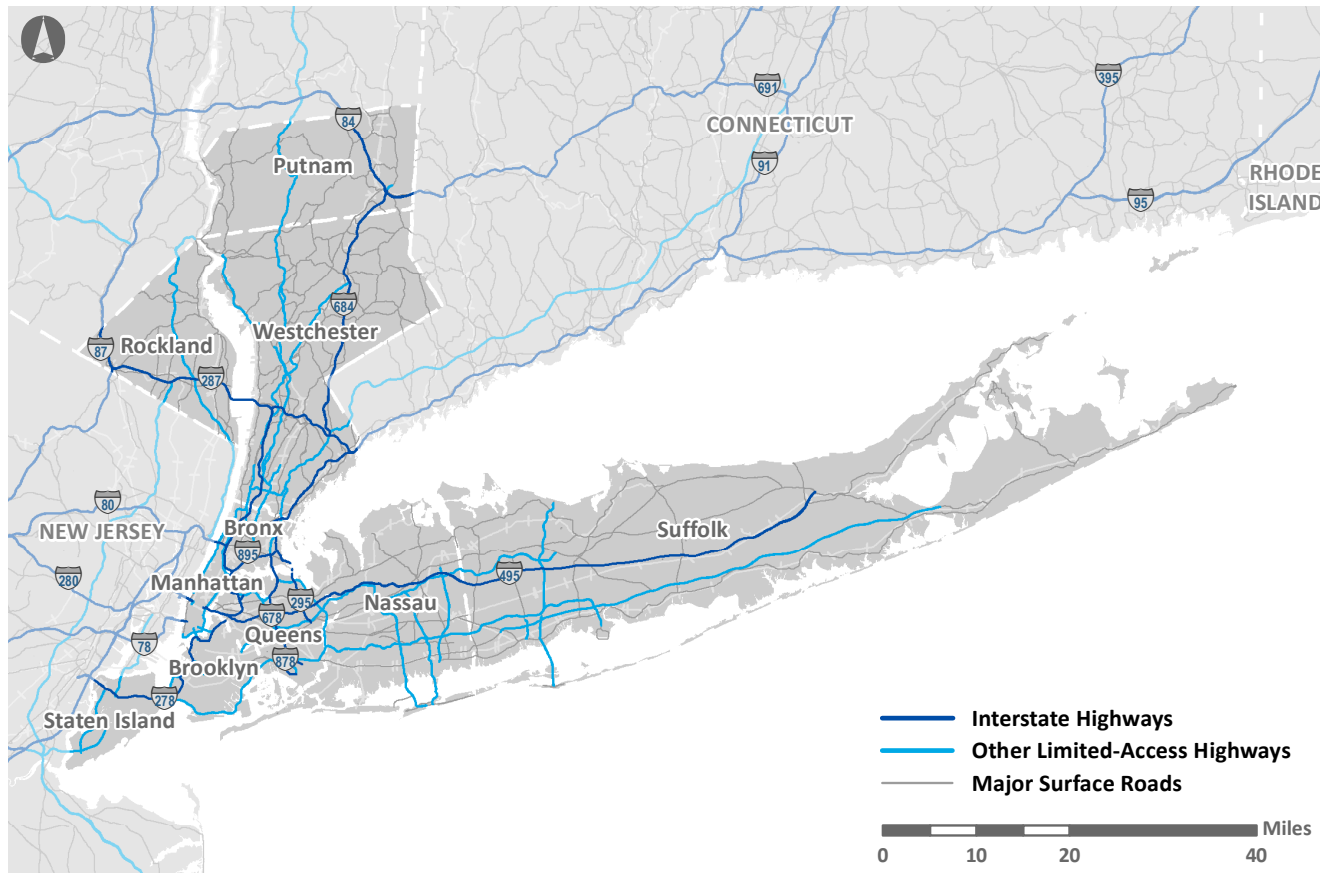 691
395
84
CONNECTICUT
Putnam
91
RHODE
ISLAND
95
684
Westchester
Rockland
87
287
80
NEW JERSEY
Bronx
Suffolk
895
280
Manhattan
495
295
Nassau
678
Queens
78
878
Brooklyn
278
Staten Island
Interstate Highways
Other Limited-Access Highways
Major Surface Roads
Miles
0 10 20 40